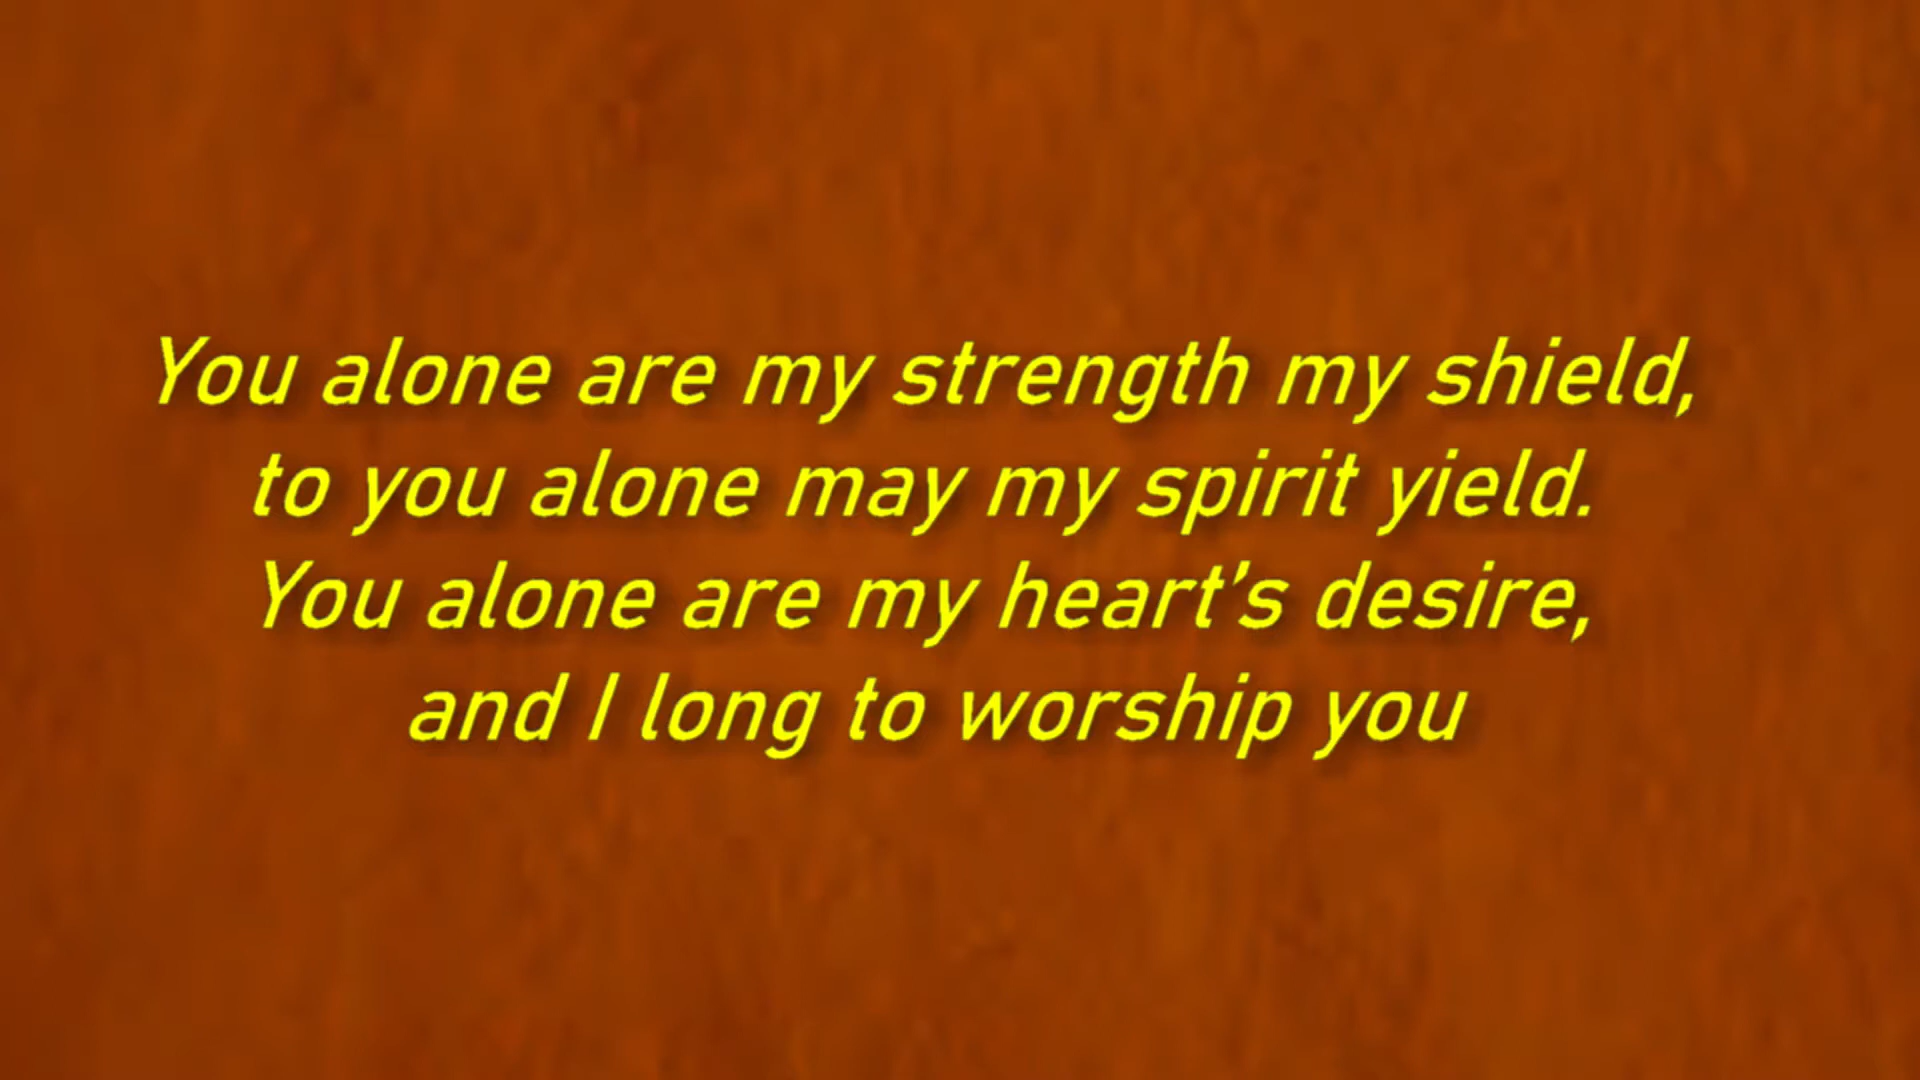 You alone are my strength my shield,
to you alone may my spirit yield.
You alone are my heart's desire,
and I long to worship you